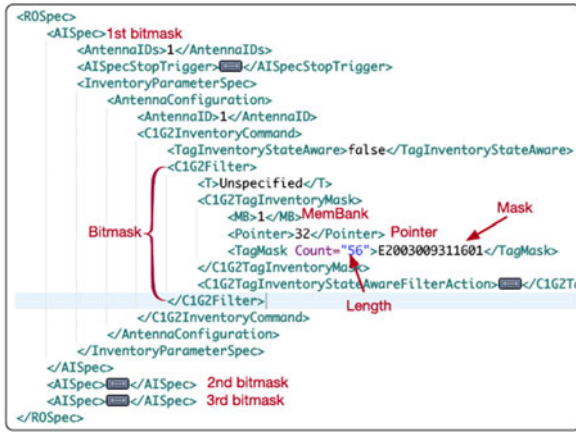 <ROSpec>
<AISpec>1st bitmask
<AntennaIDs>1</AntennaIDs>
<AISpecStopTrigger></AISpecStopTrigger>
<InventoryParameterSpec>
<AntennaConfiguration>
<AntennaID>1</AntennaID>
<C1G2InventoryCommand>
<TagInventoryStateAware>false</TagInventoryStateAware>
<C1G2Filter>
<T>Unspecified</T>
<C1G2TagInventoryMask>
<MB>1</MB> MemBank
Mask
Bitmask
<Pointer>32</Pointer> Pointer
<TagMask Count="56">E2003009311601</TagMask>
</C1G2TagInventoryMask>
<C1G2TagInventoryStateAwareFilterAction></C1G2Ta
Length
</C1G2Filter>
</C1G2InventoryCommand>
</AntennaConfiguration>
</InventoryParameterSpec>
</AISpec>
<AISpec></AISpec> 2nd bitmask
<AISpec></AISpec> 3rd bitmask
</ROSpec>